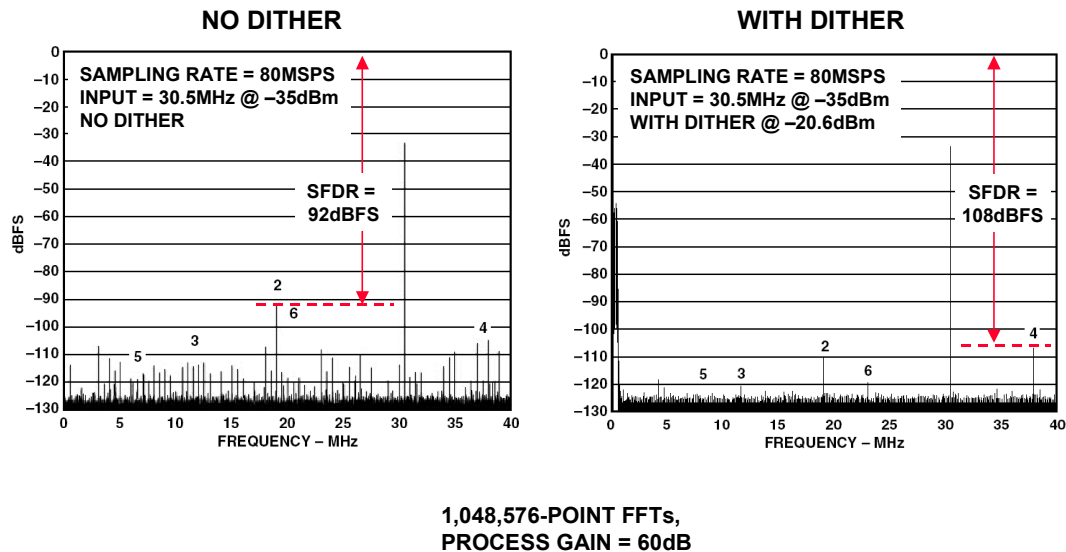 NO DITHER
0
−10
−20
−30
−40
−50
−60
−70
−80
−90
−100
−110
−120
−130
dBFS
SAMPLING RATE = 80MSPS
INPUT = 30.5MHz @ −35dBm
NO DITHER
SFDR =
92dBFS
2
6
3
5
4
0 5 10 15 20 25 30 35 40
FREQUENCY – MHz
WITH DITHER
0
−10
−20
−30
−40
−50
−60
−70
−80
−90
−100
−110
−120
−130
dBFS
SAMPLING RATE = 80MSPS
INPUT = 30.5MHz @ −35dBm
WITH DITHER @ −20.6dBm
SFDR =
108dBFS
4
2
5
3
6
0 5 10 15 20 25 30 35 40
FREQUENCY – MHz
1,048,576-POINT FFTs,
PROCESS GAIN = 60dB